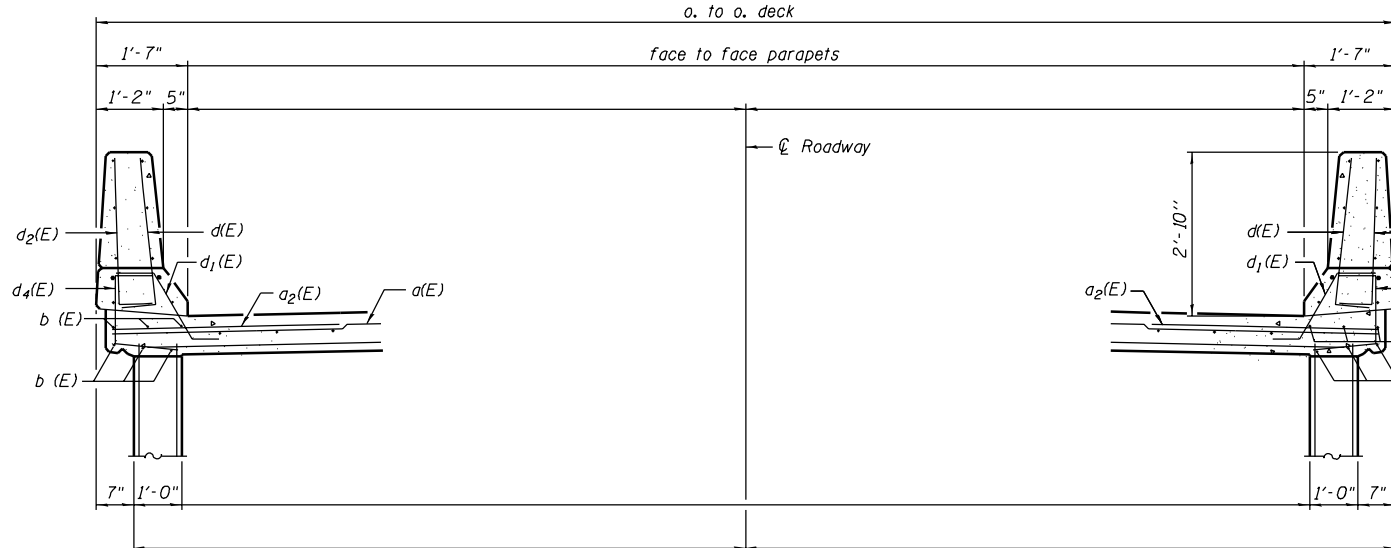 o. to o. deck
1'-7" face to face parapets 1'-7"
1'-2" 5" 5" 1'-2"
℄ Roadway
2'-10"
d₂(E) d(E) d(E)
d₁(E) d₁(E)
d₄(E) a₂(E) a(E) a₂(E)
b (E)
b (E)
7" 1'-0" 1'-0" 7"